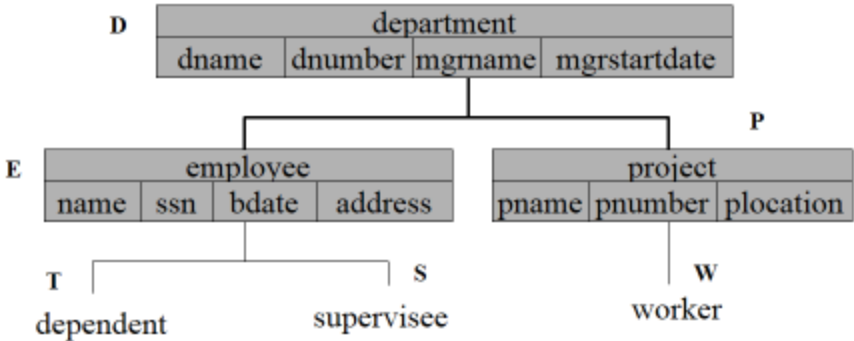 D
department
dname dnumber mgrname mgrstartdate
P
E
employee
project
name ssn bdate address
pname pnumber plocation
T
S
W
dependent
supervisee
worker